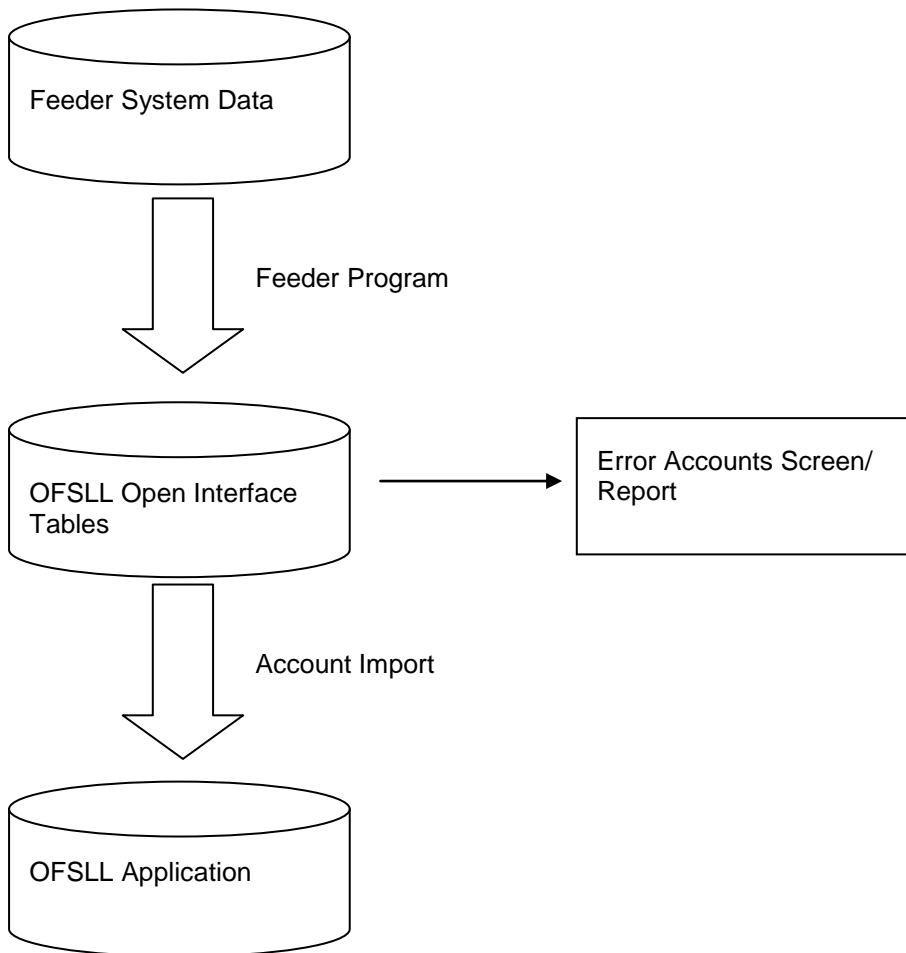 Feeder System Data
Feeder Program
OFSLL Open Interface
Tables
Error Accounts Screen/
Report
Account Import
OFSLL Application